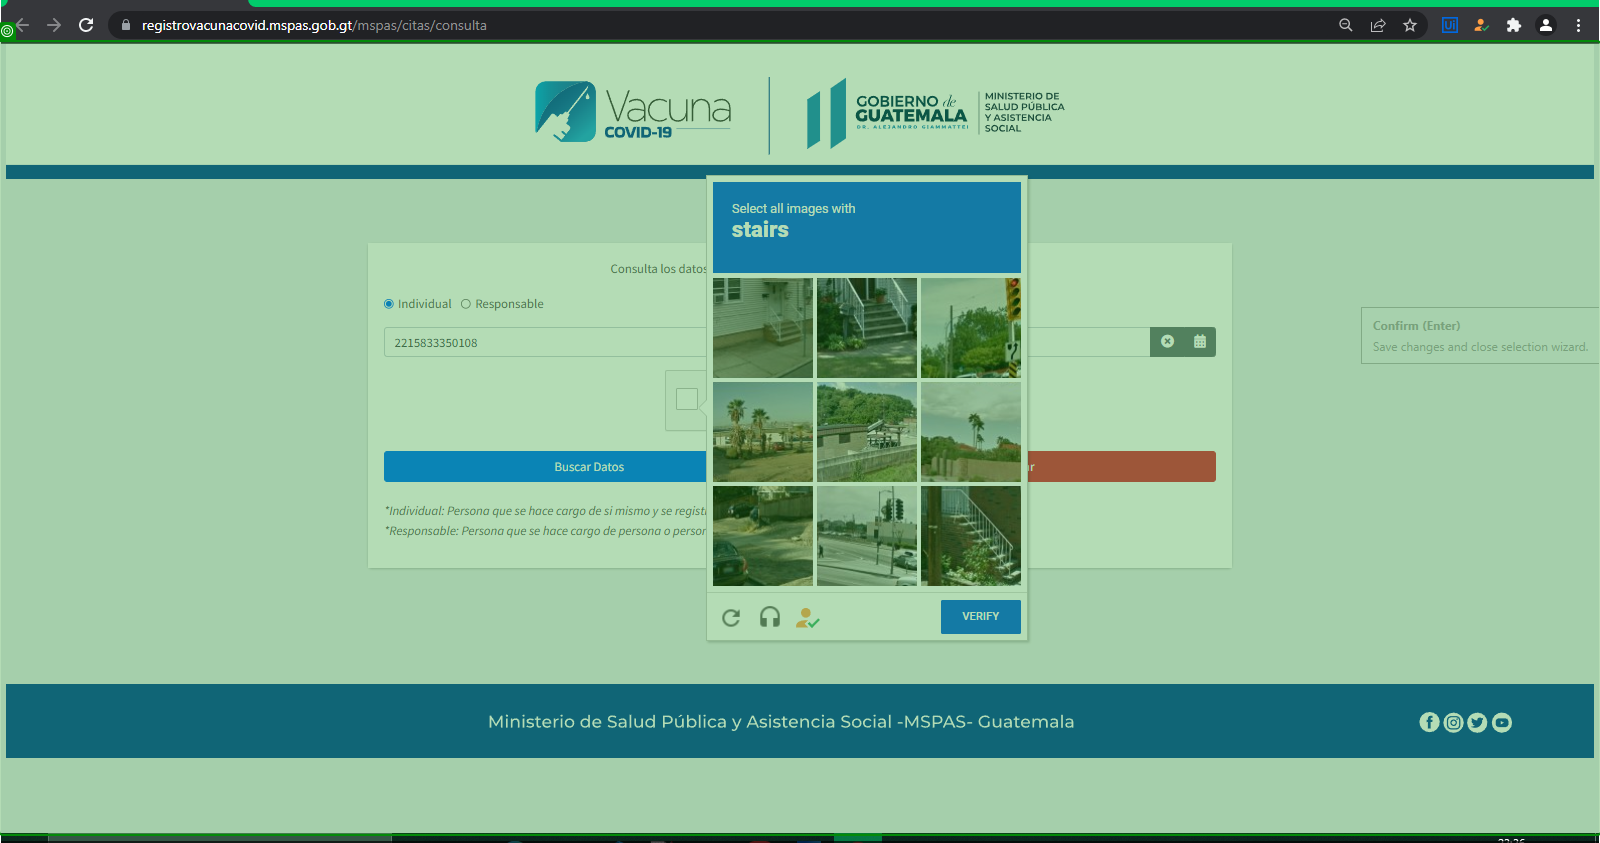 registrovacunacovid.mspas.gob.gt/mspas/citas/consulta
Ui
Vacuna
COVID-19
GOBIERNO de
GUATEMALA
DR. ALEJANDRO GIAMMATTEI
MINISTERIO DE
SALUD PÚBLICA
Y ASISTENCIA
SOCIAL
Select all images with
stairs
Consulta los datos
Individual
Responsable
2215833350108
Confirm (Enter)
Save changes and close selection wizard.
Buscar Datos
*Individual: Persona que se hace cargo de si mismo y se regist
*Responsable: Persona que se hace cargo de persona o person
VERIFY
Ministerio de Salud Pública y Asistencia Social -MSPAS- Guatemala